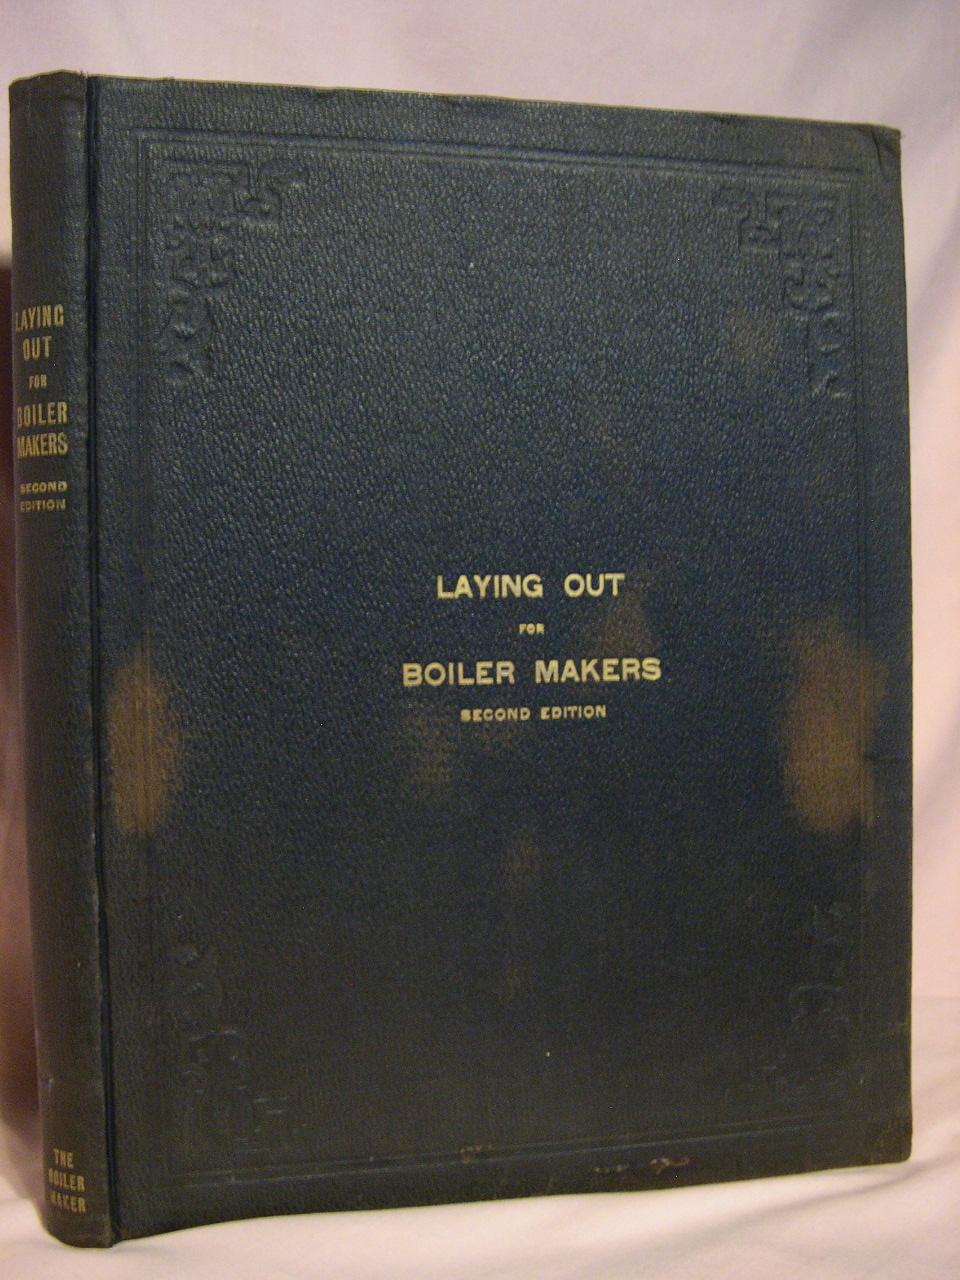 LAYING
OUT
FOR
BOILER
MAKERS
SECOND
EDITION
THE
BOILER
MAKER
LAYING OUT
FOR
BOILER MAKERS
SECOND EDITION